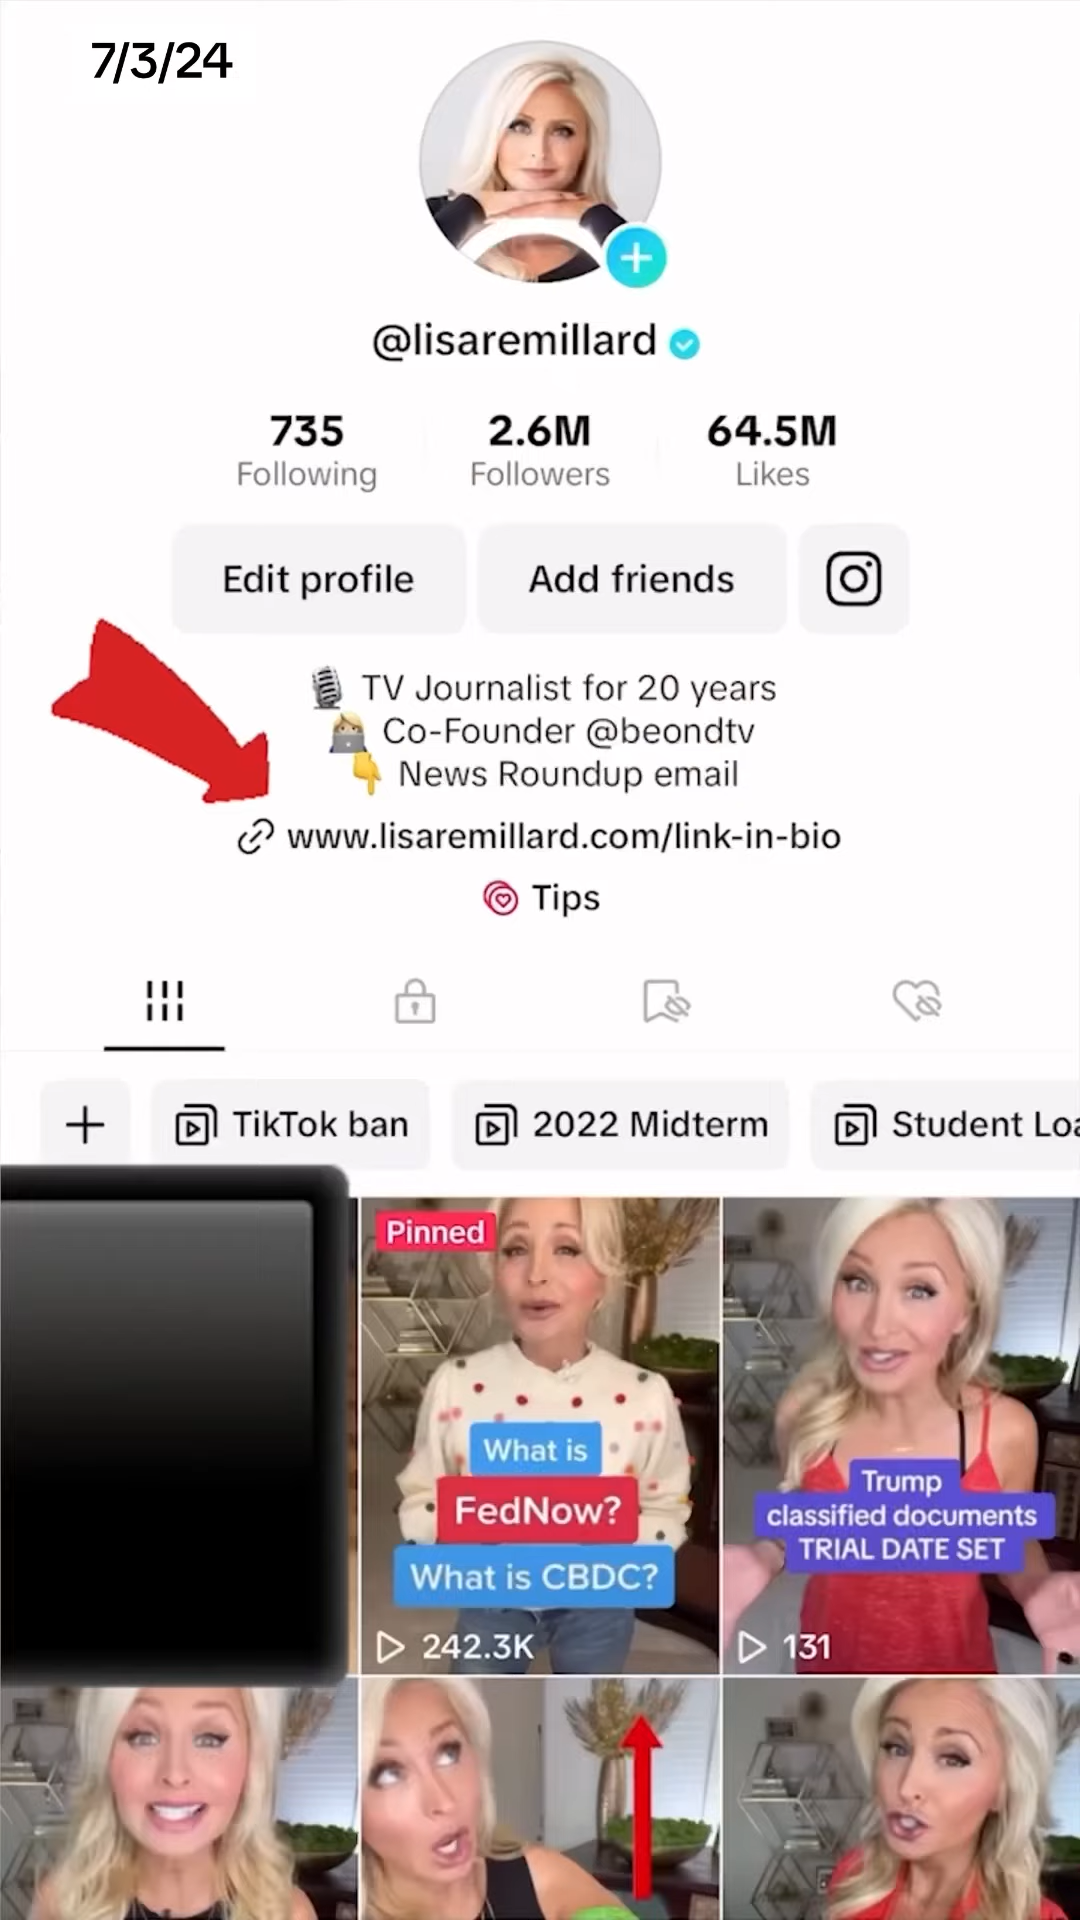 7/3/24
@lisaremillard
735
Following
2.6M
Followers
64.5M
Likes
Edit profile
Add friends
TV Journalist for 20 years
Co-Founder @beondtv
News Roundup email
www.lisaremillard.com/link-in-bio
Tips
TikTok ban
2022 Midterm
Student Loa
Pinned
What is
FedNow?
What is CBDC?
242.3K
Trump
classified documents
TRIAL DATE SET
131